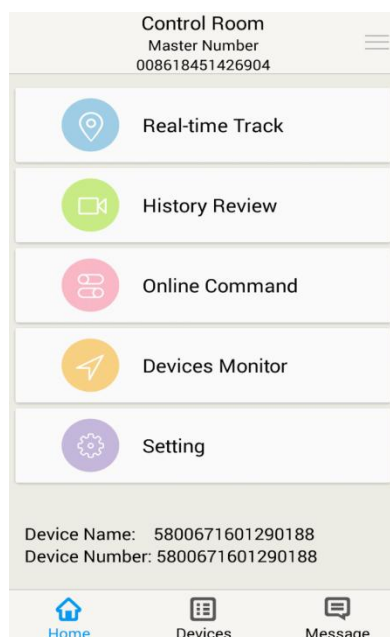 Control Room
Master Number
008618451426904
Real-time Track
History Review
Online Command
Devices Monitor
Setting
Device Name: 5800671601290188
Device Number: 5800671601290188
Home Devices Message